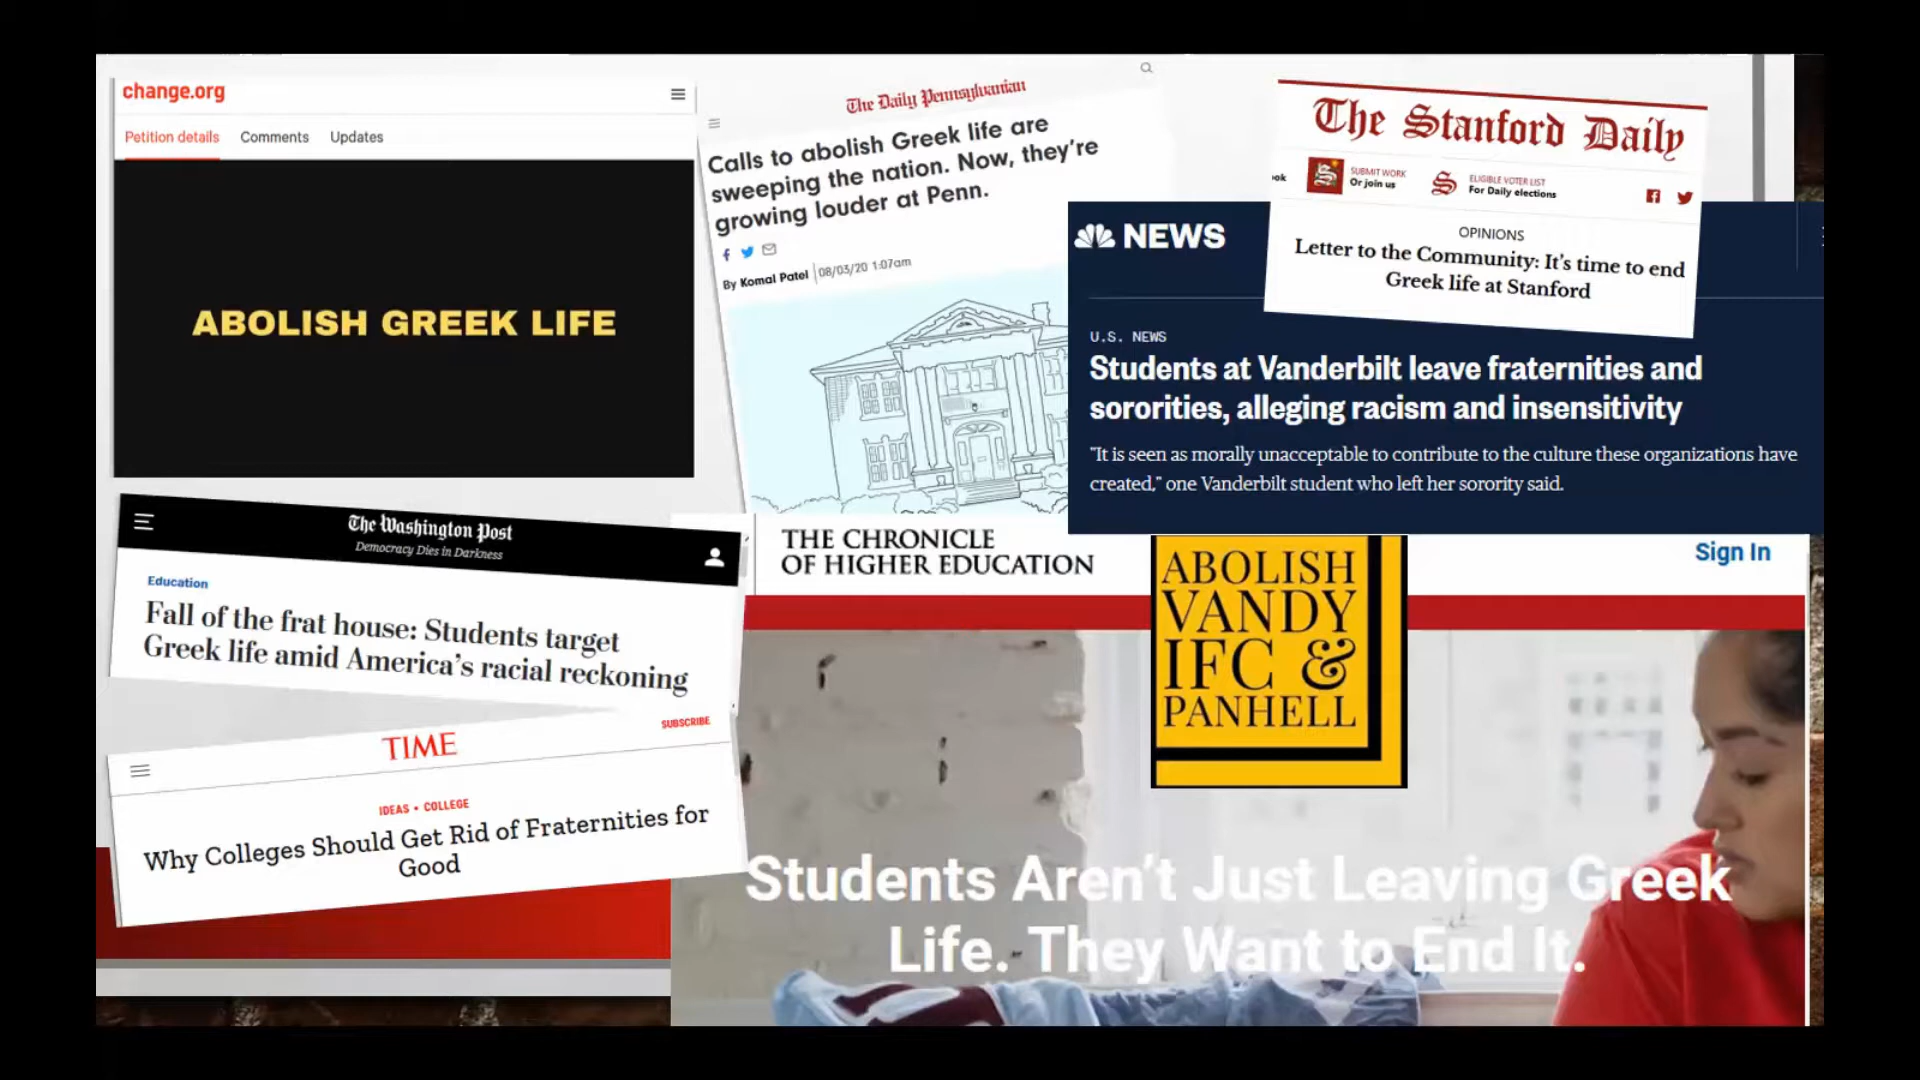 change.org
Petition details Comments Updates
ABOLISH GREEK LIFE
The Daily Pennsylvanian
Calls to abolish Greek life are
sweeping the nation. Now, they're
growing louder at Penn.
By Komal Patel 08/03/20 1:07am
The Stanford Daily
ook
SUBMIT WORK
Or join us
ELIGIBLE VOTER LIST
For Daily elections
OPINIONS
Letter to the Community: It's time to end
Greek life at Stanford
NEWS
U.S. NEWS
Students at Vanderbilt leave fraternities and
sororities, alleging racism and insensitivity
"It is seen as morally unacceptable to contribute to the culture these organizations have
created," one Vanderbilt student who left her sorority said.
The Washington Post
Democracy Dies in Darkness
Education
Fall of the frat house: Students target
Greek life amid America's racial reckoning
SUBSCRIBE
TIME
IDEAS • COLLEGE
Why Colleges Should Get Rid of Fraternities for
Good
THE CHRONICLE
OF HIGHER EDUCATION
Sign In
ABOLISH
VANDY
IFC &
PANHELL
Students Aren't Just Leaving Greek
Life. They Want to End It.